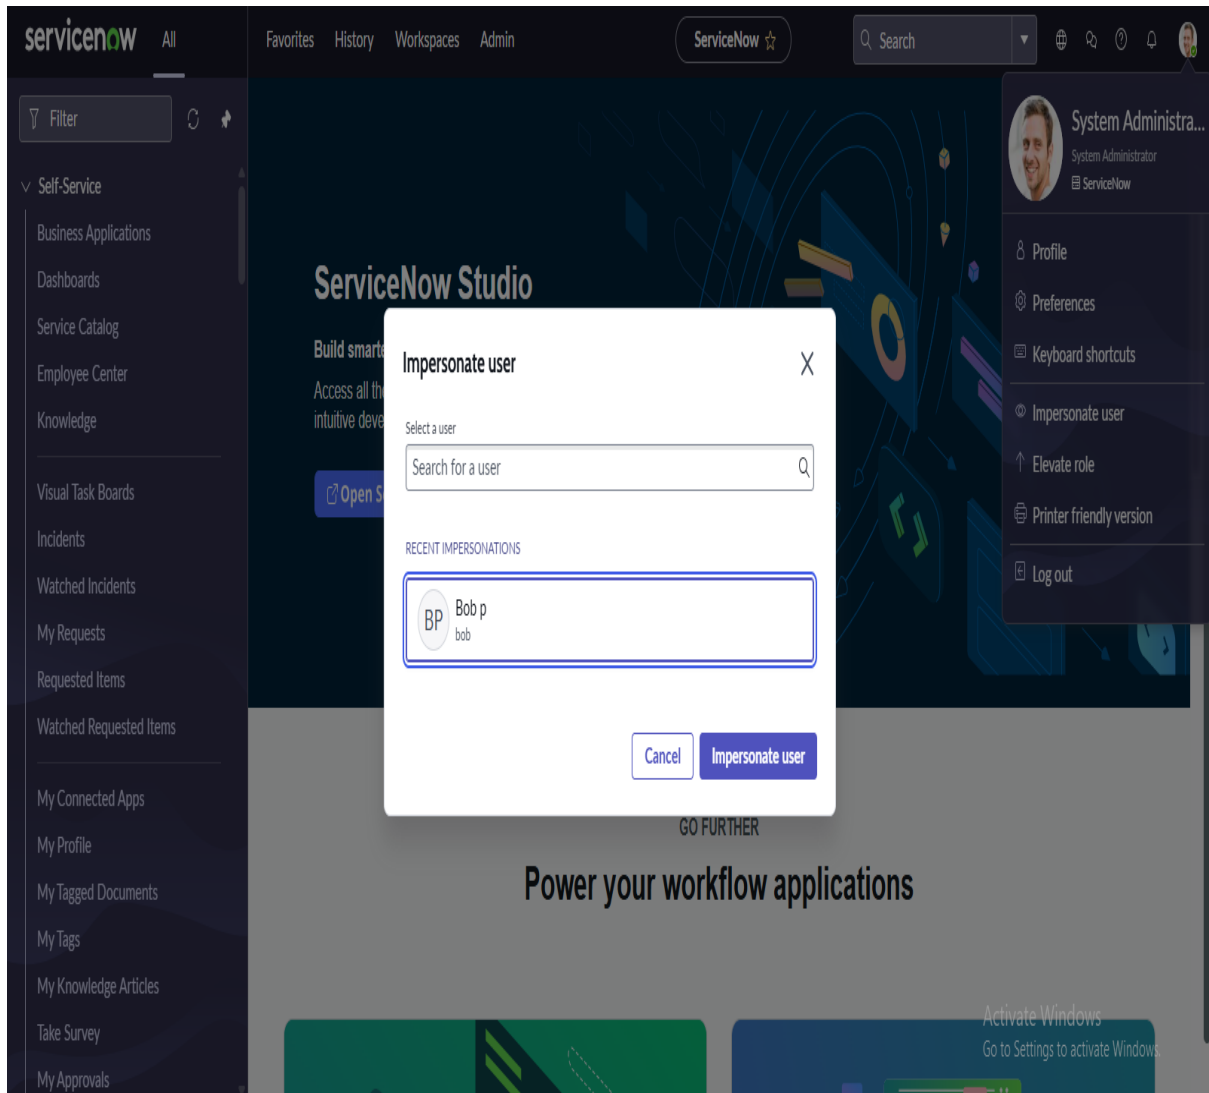 servicenow
All
Favorites
History
Workspaces
Admin
ServiceNow
Search
Filter
Self-Service
Business Applications
Dashboards
Service Catalog
Employee Center
Knowledge
Visual Task Boards
Incidents
Watched Incidents
My Requests
Requested Items
Watched Requested Items
My Connected Apps
My Profile
My Tagged Documents
My Tags
My Knowledge Articles
Take Survey
My Approvals
ServiceNow Studio
Build smarte
Access all the
intuitive deve
Open S
Impersonate user
Select a user
Search for a user
RECENT IMPERSONATIONS
BP
Bob p
bob
Cancel
Impersonate user
System Administra...
System Administrator
ServiceNow
Profile
Preferences
Keyboard shortcuts
Impersonate user
Elevate role
Printer friendly version
Log out
GO FURTHER
Power your workflow applications
Activate Windows
Go to Settings to activate Windows.